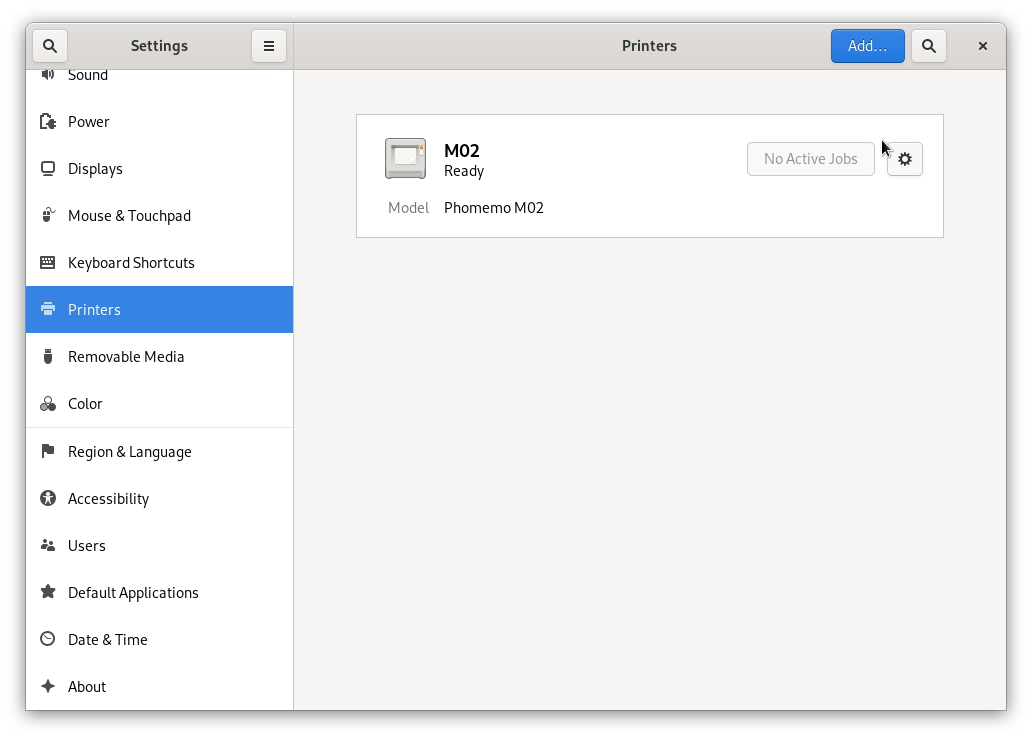 Settings
Printers
Add…
Sound
Power
Displays
Mouse & Touchpad
Keyboard Shortcuts
Printers
Removable Media
Color
Region & Language
Accessibility
Users
Default Applications
Date & Time
About
M02
Ready
No Active Jobs
Model Phomemo M02